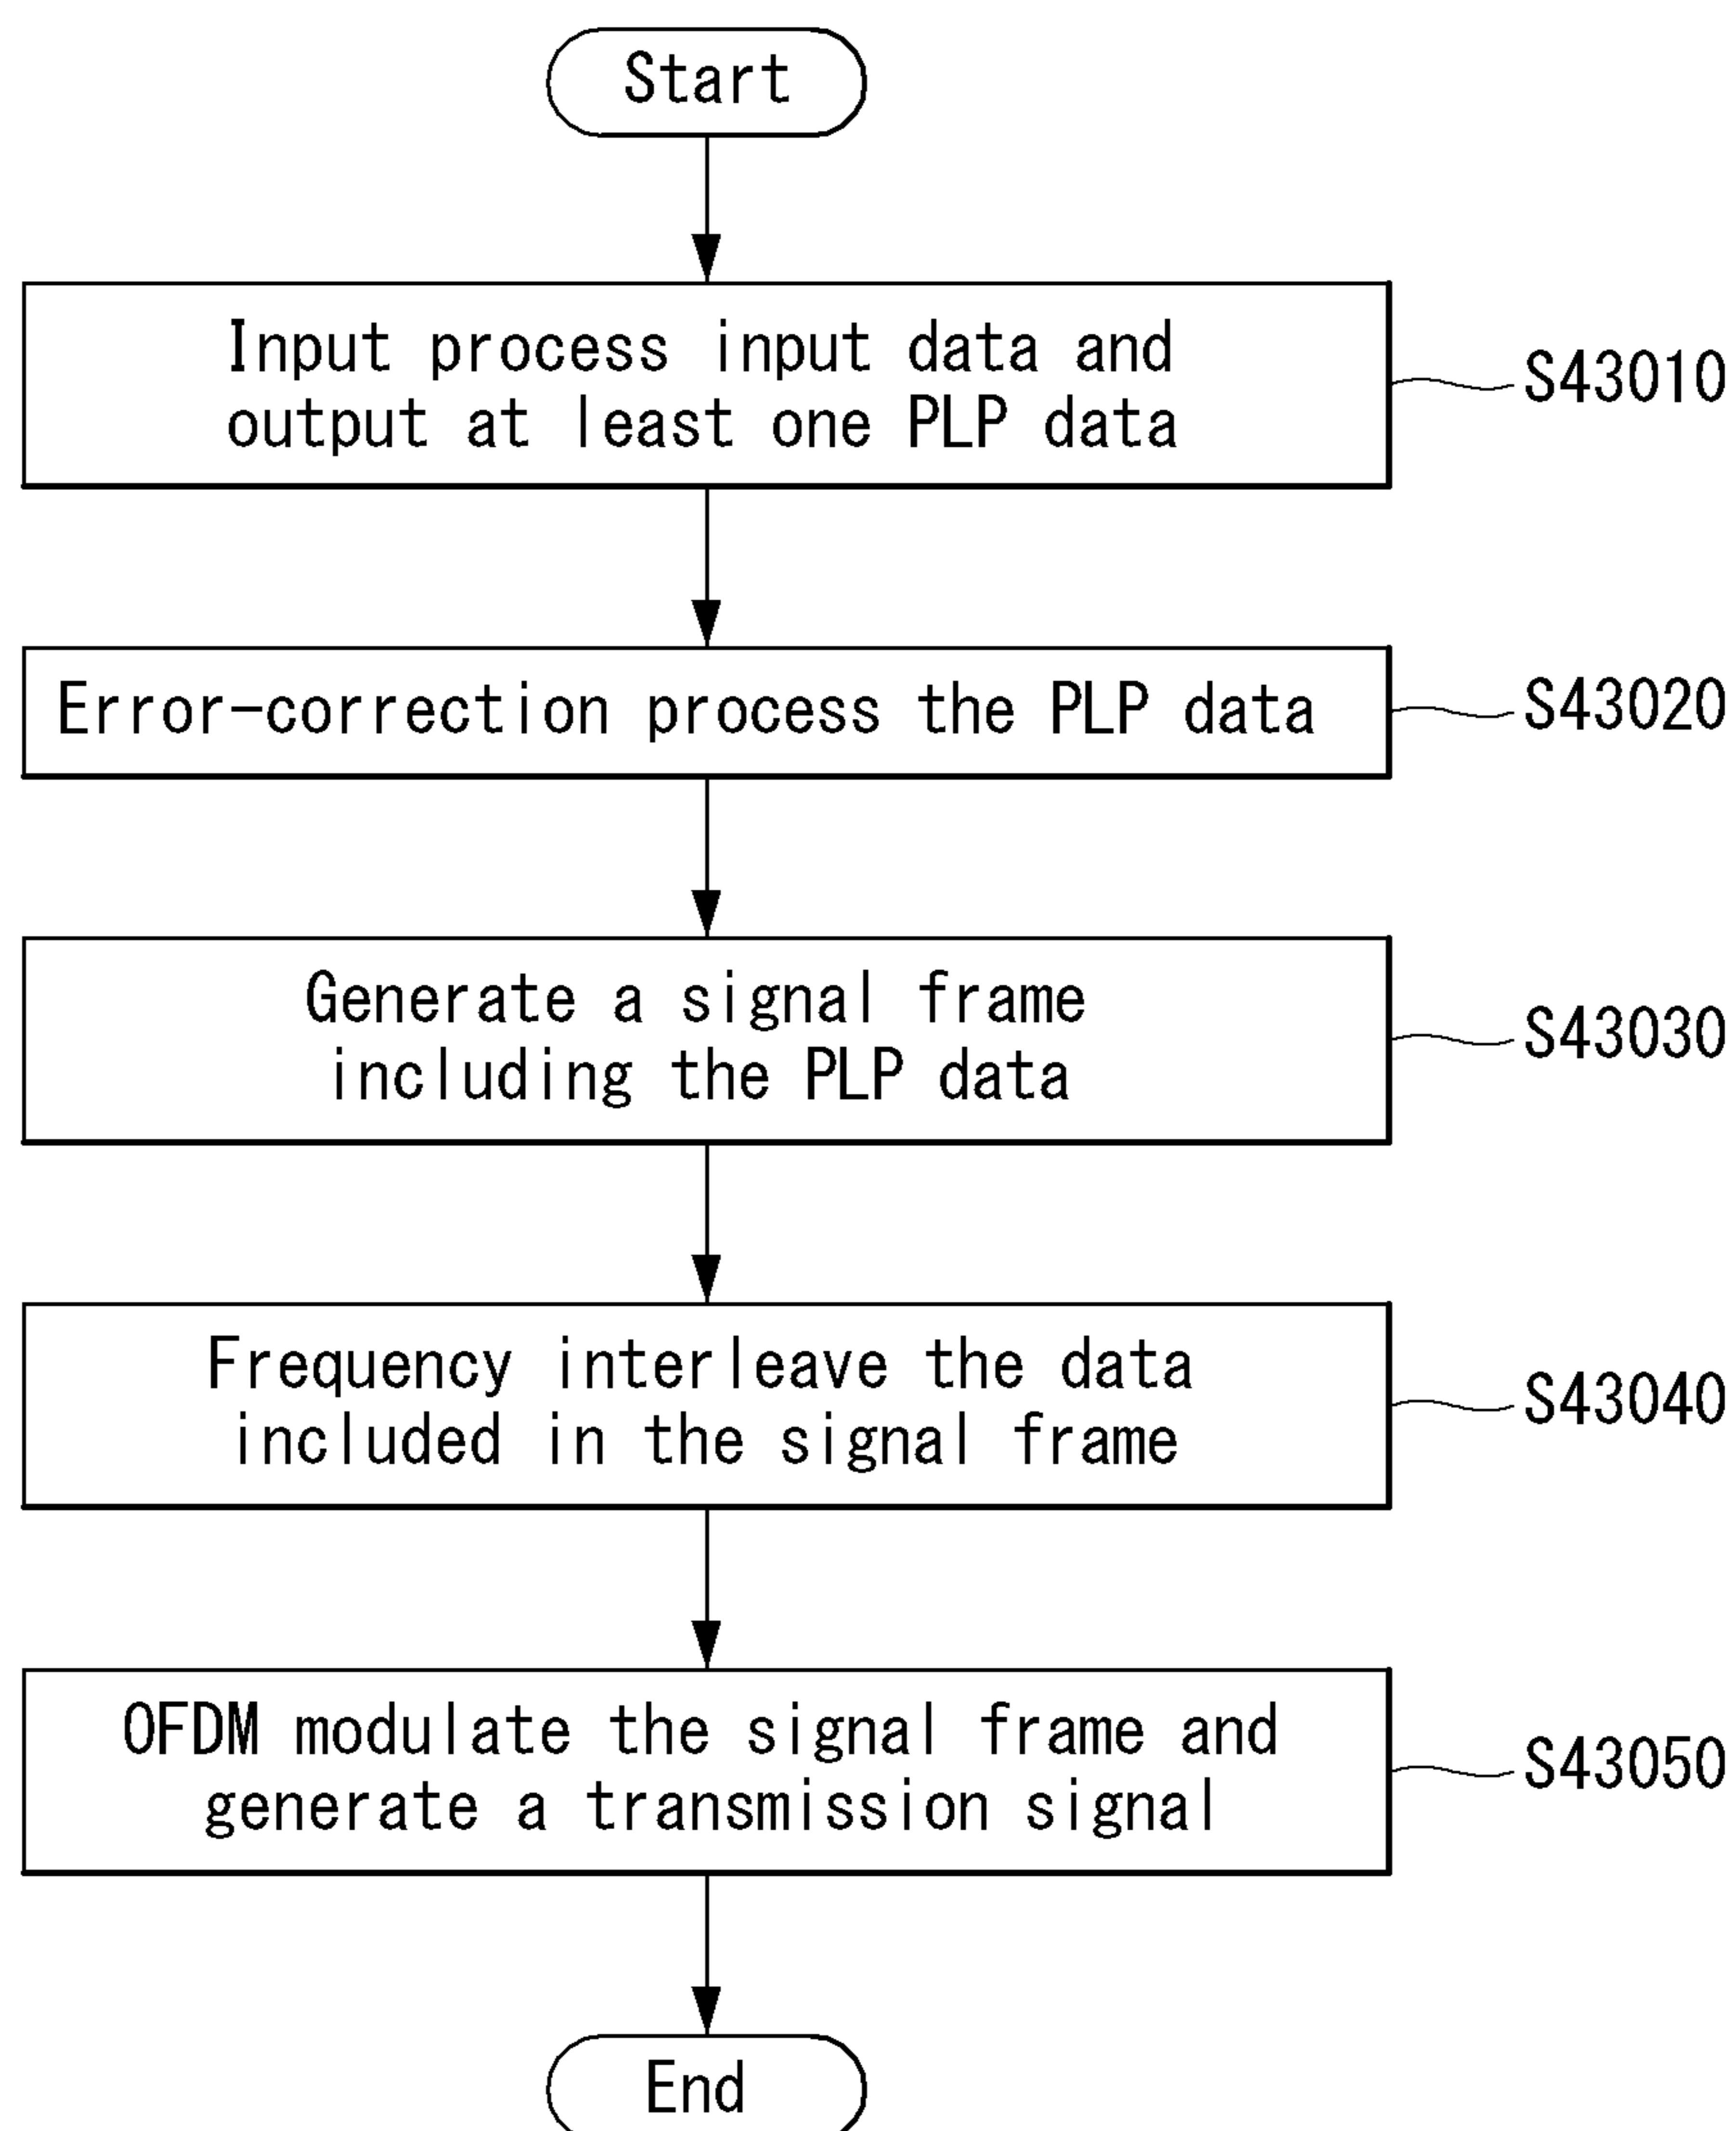 Start
Input process input data and
output at least one PLP data
S43010
Error-correction process the PLP data
S43020
Generate a signal frame
including the PLP data
S43030
Frequency interleave the data
included in the signal frame
S43040
OFDM modulate the signal frame and
generate a transmission signal
S43050
End